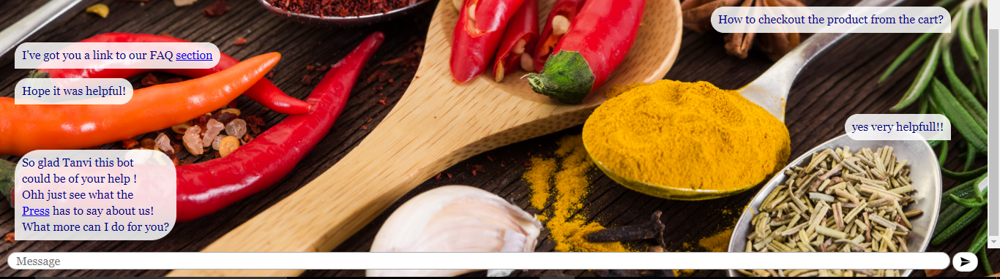 How to checkout the product from the cart?
I've got you a link to our FAQ section
Hope it was helpful!
yes very helpfull!!
So glad Tanvi this bot
could be of your help !
Ohh just see what the
Press has to say about us!
What more can I do for you?
Message